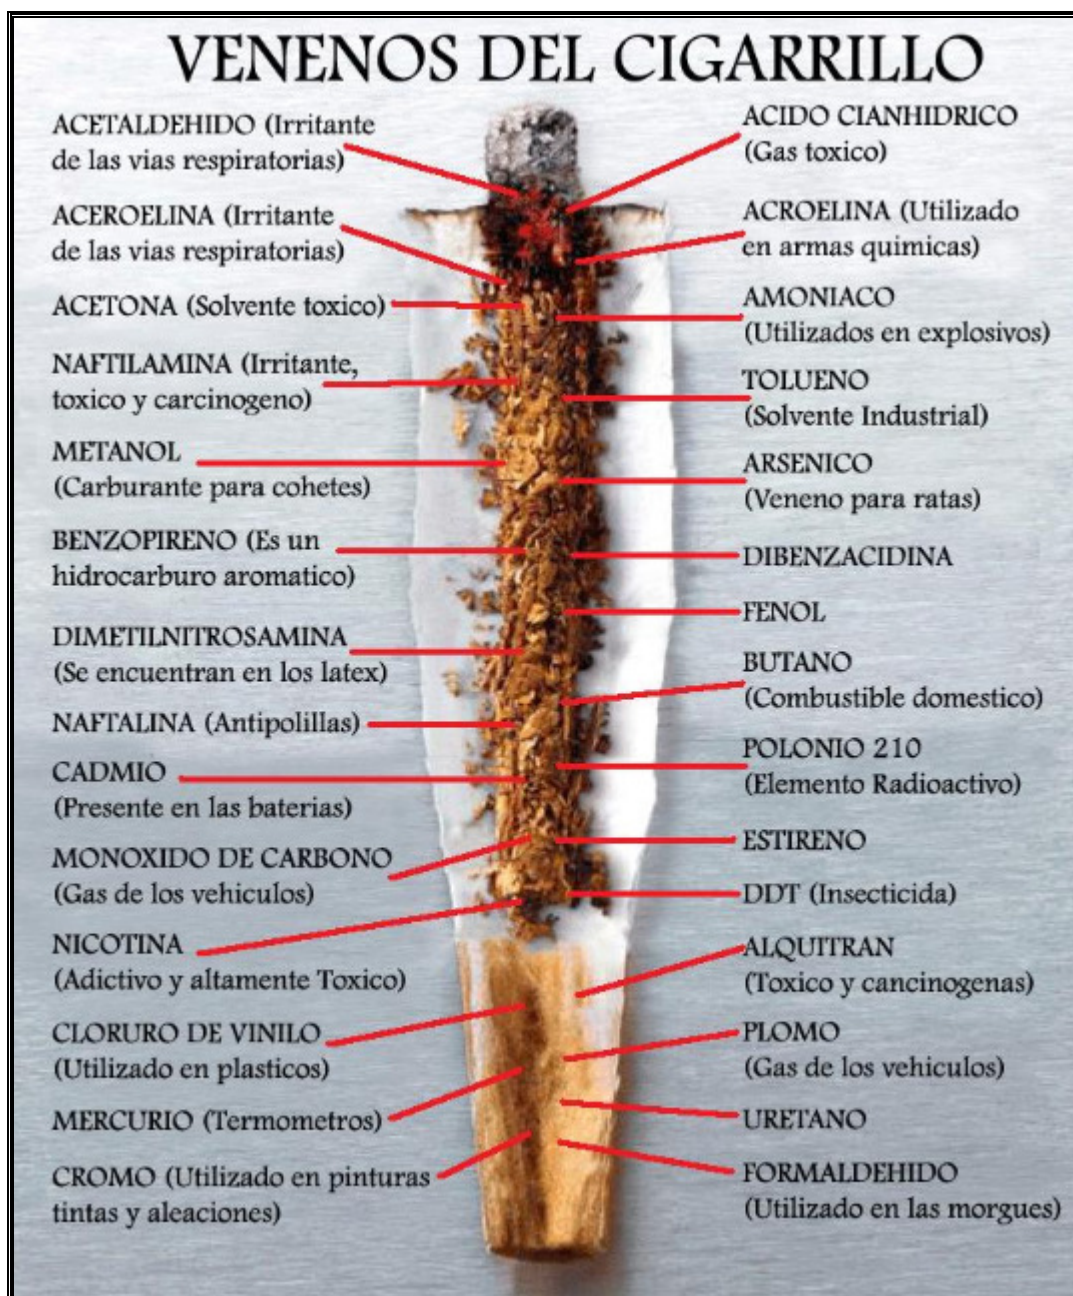 VENENOS DEL CIGARRILLO
ACETALDEHIDO (Irritante
de las vias respiratorias)
ACEROELINA (Irritante
de las vias respiratorias)
ACETONA (Solvente toxico)
NAFTILAMINA (Irritante,
toxico y carcinogeno)
METANOL
(Carburante para cohetes)
BENZOPIRENO (Es un
hidrocarburo aromatico)
DIMETILNITROSAMINA
(Se encuentran en los latex)
NAFTALINA (Antipolillas)
CADMIO
(Presente en las baterias)
MONOXIDO DE CARBONO
(Gas de los vehiculos)
NICOTINA
(Adictivo y altamente Toxico)
CLORURO DE VINILO
(Utilizado en plasticos)
MERCURIO (Termometros)
CROMO (Utilizado en pinturas
tintas y aleaciones)
ACIDO CIANHIDRICO
(Gas toxico)
ACROELINA (Utilizado
en armas quimicas)
AMONIACO
(Utilizados en explosivos)
TOLUENO
(Solvente Industrial)
ARSENICO
(Veneno para ratas)
DIBENZACIDINA
FENOL
BUTANO
(Combustible domestico)
POLONIO 210
(Elemento Radioactivo)
ESTIRENO
DDT (Insecticida)
ALQUITRAN
(Toxico y cancinogenas)
PLOMO
(Gas de los vehiculos)
URETANO
FORMALDEHIDO
(Utilizado en las morgues)